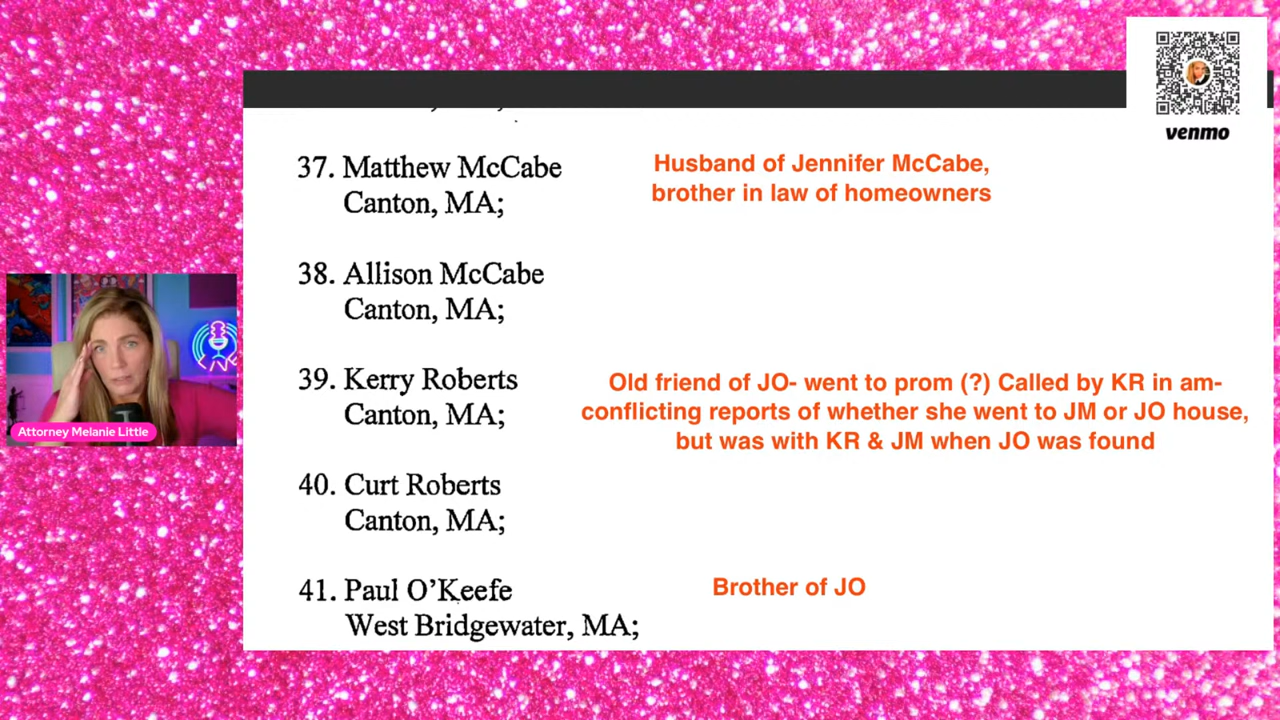 venmo
37. Matthew McCabe
Canton, MA;
Husband of Jennifer McCabe,
brother in law of homeowners
38. Allison McCabe
Canton, MA;
39. Kerry Roberts
Canton, MA;
Old friend of JO- went to prom (?) Called by KR in am-
conflicting reports of whether she went to JM or JO house,
but was with KR & JM when JO was found
40. Curt Roberts
Canton, MA;
41. Paul O'Keefe
West Bridgewater, MA;
Brother of JO
Attorney Melanie Little